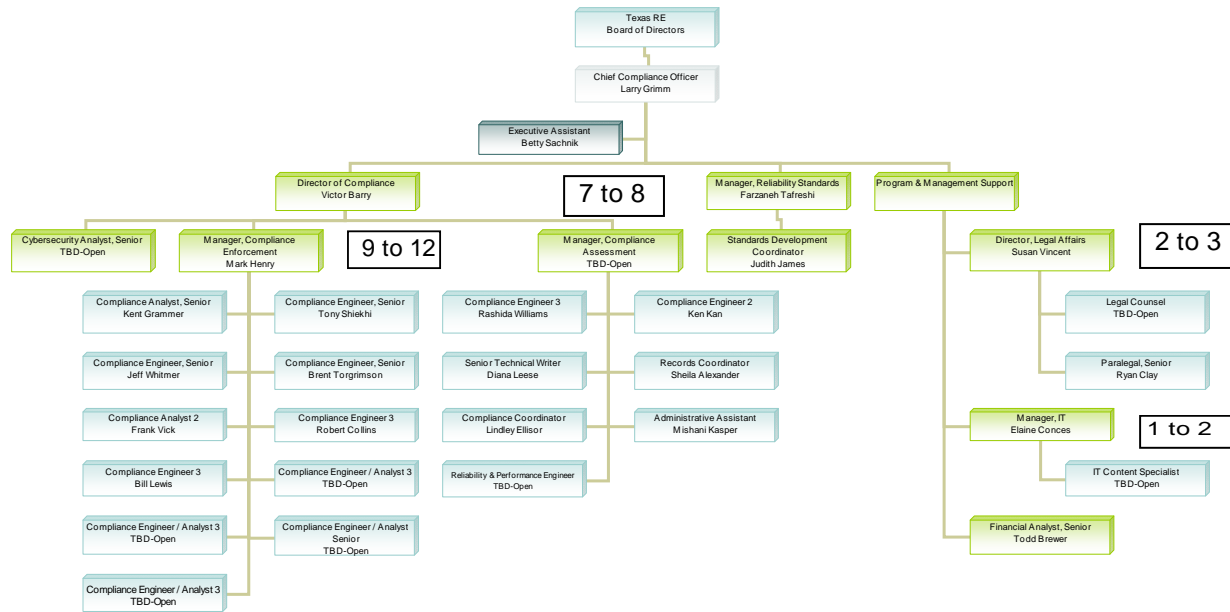 Texas RE
Board of Directors
Chief Compliance Officer
Larry Grimm
Executive Assistant
Betty Sachnik
Director of Compliance
Victor Barry
7 to 8
Manager, Reliability Standards
Farzaneh Tafreshi
Program & Management Support
Cybersecurity Analyst, Senior
TBD-Open
Manager, Compliance
Enforcement
Mark Henry
9 to 12
Manager, Compliance
Assessment
TBD-Open
Standards Development
Coordinator
Judith James
Director, Legal Affairs
Susan Vincent
2 to 3
Compliance Analyst, Senior
Kent Grammer
Compliance Engineer, Senior
Tony Shiekhi
Compliance Engineer 3
Rashida Williams
Compliance Engineer 2
Ken Kan
Legal Counsel
TBD-Open
Compliance Engineer, Senior
Jeff Whitmer
Compliance Engineer, Senior
Brent Torgrimson
Senior Technical Writer
Diana Leese
Records Coordinator
Sheila Alexander
Paralegal, Senior
Ryan Clay
Compliance Analyst 2
Frank Vick
Compliance Engineer 3
Robert Collins
Compliance Coordinator
Lindley Ellisor
Administrative Assistant
Mishani Kasper
Manager, IT
Elaine Conces
1 to 2
Compliance Engineer 3
Bill Lewis
Compliance Engineer / Analyst 3
TBD-Open
Reliability & Performance Engineer
TBD-Open
IT Content Specialist
TBD-Open
Compliance Engineer / Analyst 3
TBD-Open
Compliance Engineer / Analyst
Senior
TBD-Open
Financial Analyst, Senior
Todd Brewer
Compliance Engineer / Analyst 3
TBD-Open